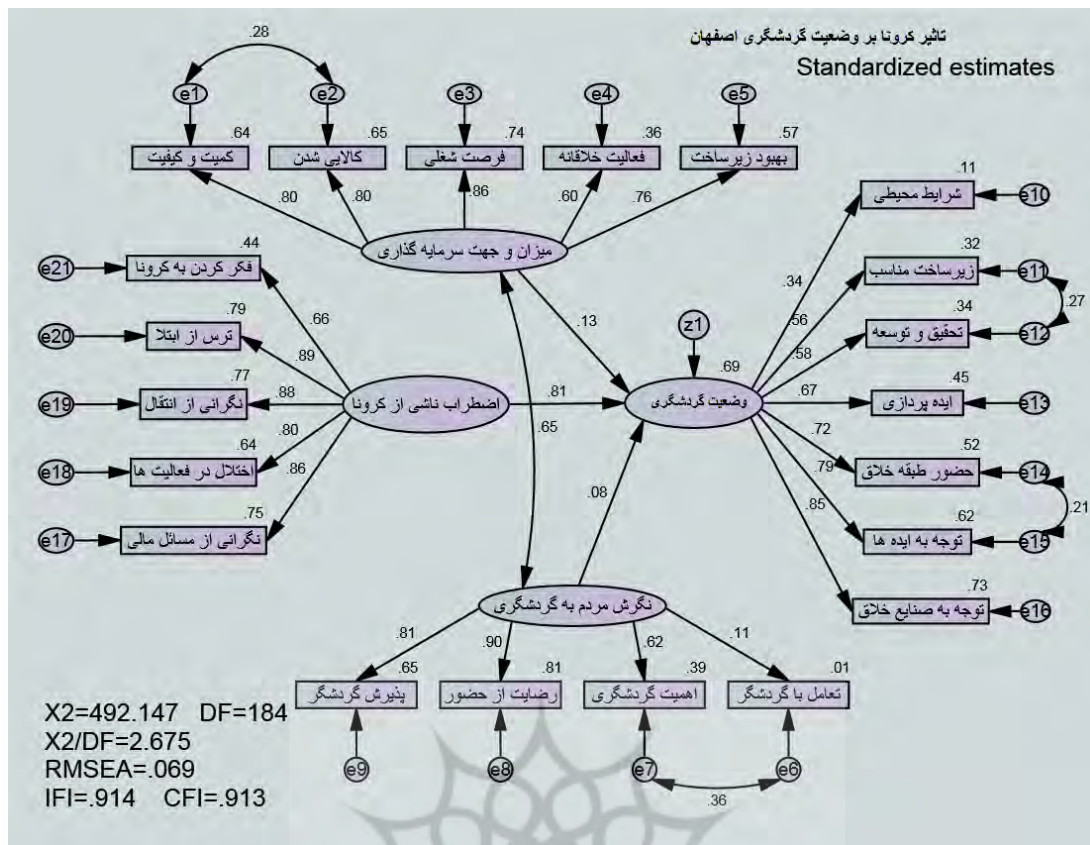 تاثیر کرونا بر وضعیت گردشگری اصفهان
Standardized estimates
.28
e1
e2
e3
e4
e5
.64
.65
.74
.36
.57
کمیت و کیفیت
کالایی شدن
فرصت شغلی
فعالیت خلاقانه
بهبود زیرساخت
.80
.80
.86
.60
.76
میزان و جهت سرمایه گذاری
.11
شرایط محیطی
e10
.32
زیرساخت مناسب
e11
.27
.34
تحقیق و توسعه
e12
.45
ایده پردازی
e13
.52
حضور طبقه خلاق
e14
.21
.62
توجه به ایده ها
e15
.73
توجه به صنایع خلاق
e16
.34
.56
.58
.67
.72
.79
.85
.13
z1
.69
وضعیت گردشگری
.81
.65
.08
.44
e21
فکر کردن به کرونا
.79
e20
ترس از ابتلا
.77
e19
نگرانی از انتقال
.64
e18
اختلال در فعالیت ها
.75
e17
نگرانی از مسائل مالی
.66
.89
.88
.80
.86
اضطراب ناشی از کرونا
نگرش مردم به گردشگری
.81
.90
.62
.11
.65
.81
.39
.01
پذیرش گردشگر
رضایت از حضور
اهمیت گردشگری
تعامل با گردشگر
e9
e8
e7
e6
.36
X2=492.147 DF=184
X2/DF=2.675
RMSEA=.069
IFI=.914 CFI=.913